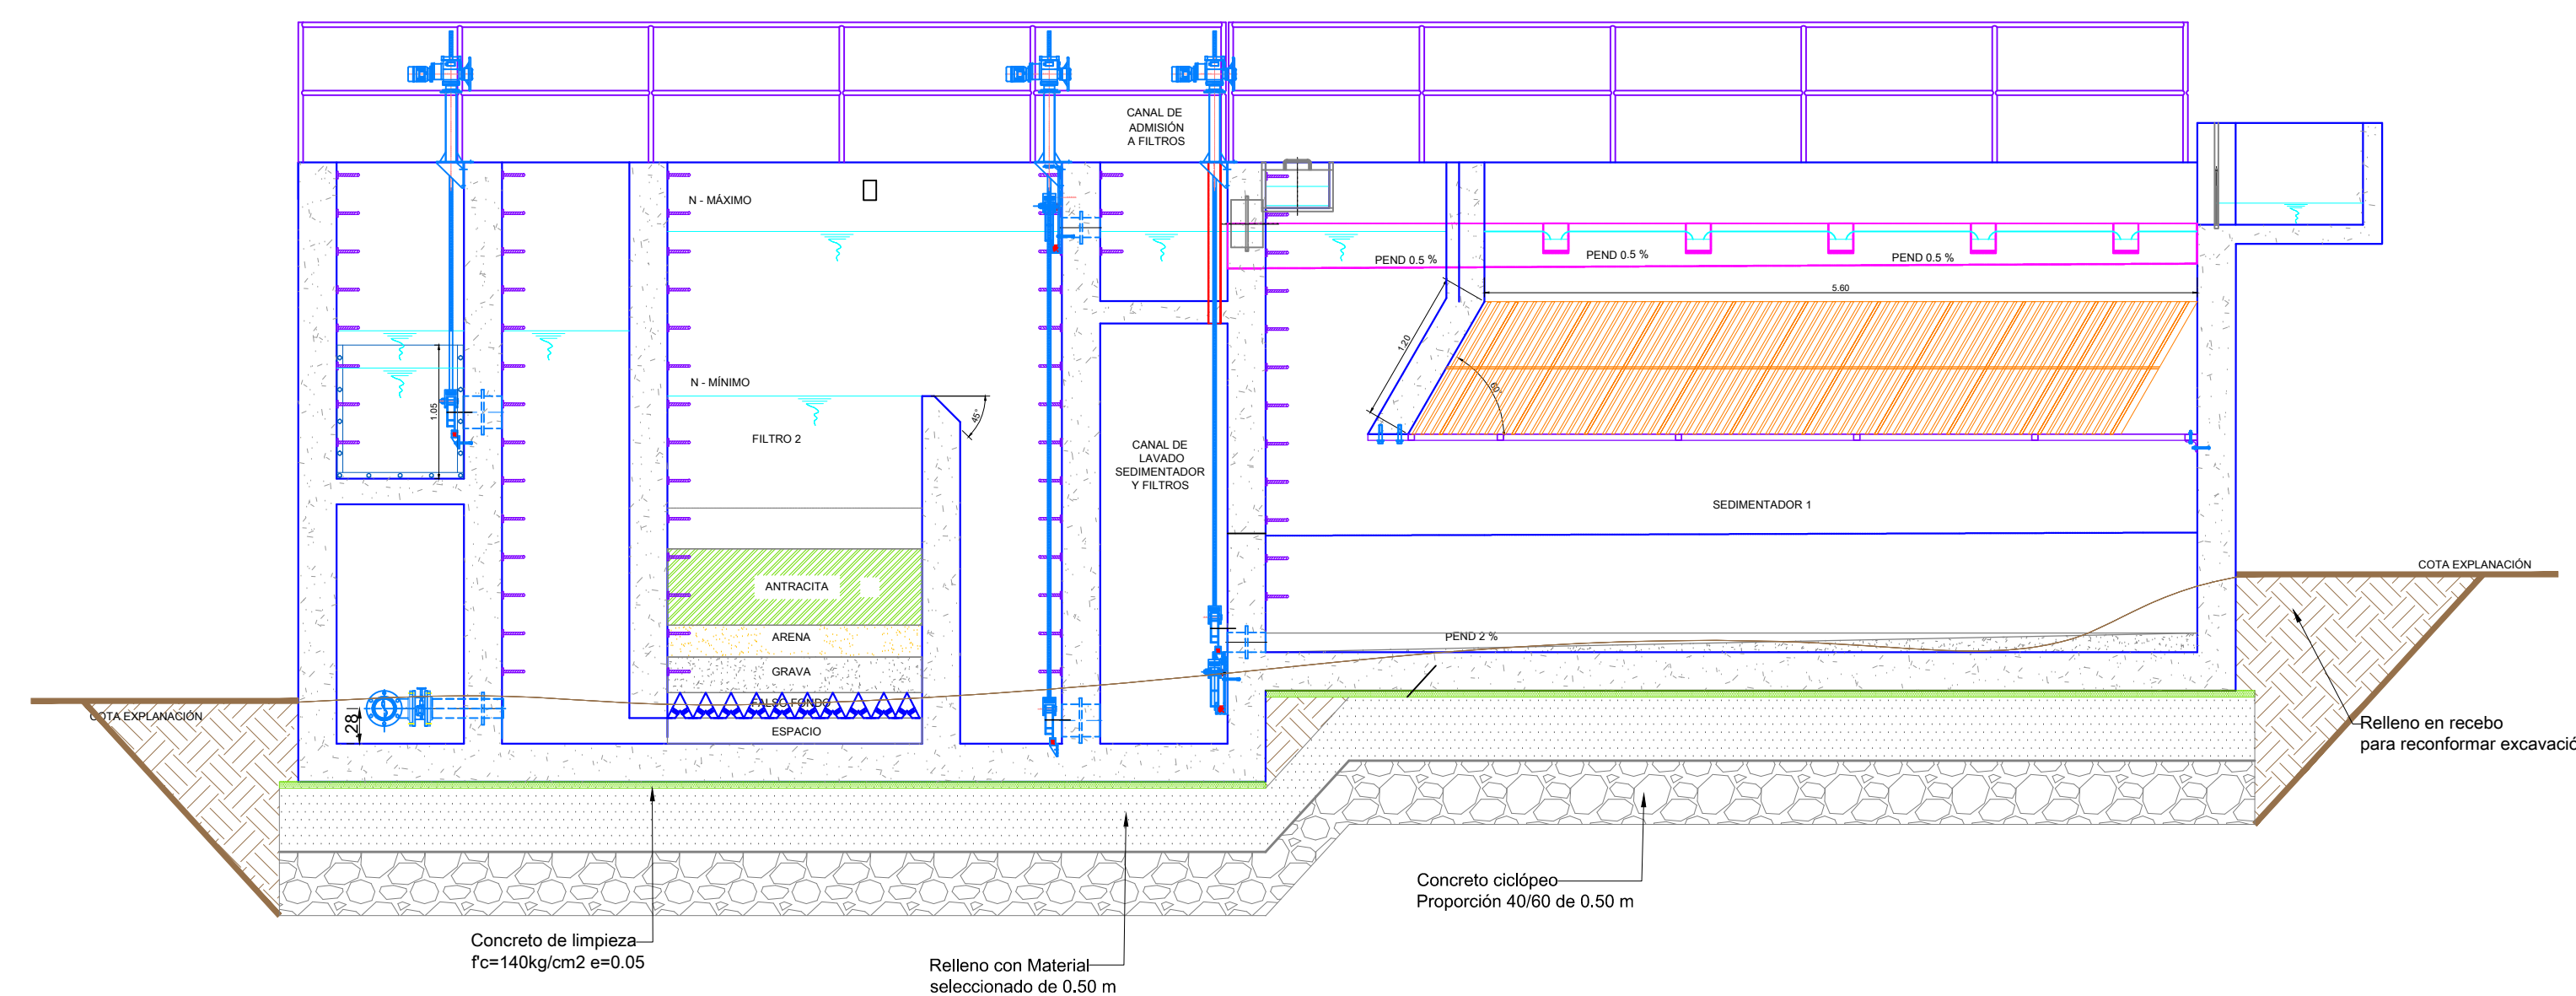 CANAL DE
ADMISIÓN
A FILTROS
N - MÁXIMO
PEND 0.5 %
PEND 0.5 %
PEND 0.5 %
5.60
1.20
60°
N - MÍNIMO
1.05
45°
FILTRO 2
CANAL DE
LAVADO
SEDIMENTADOR
Y FILTROS
SEDIMENTADOR 1
COTA EXPLANACIÓN
ANTRACITA
ARENA
PEND 2 %
GRAVA
FALSO FONDO
COTA EXPLANACIÓN
28
ESPACIO
Relleno en recebo
para reconformar excavació
Concreto ciclópeo
Proporción 40/60 de 0.50 m
Concreto de limpieza
f'c=140kg/cm2 e=0.05
Relleno con Material
seleccionado de 0.50 m